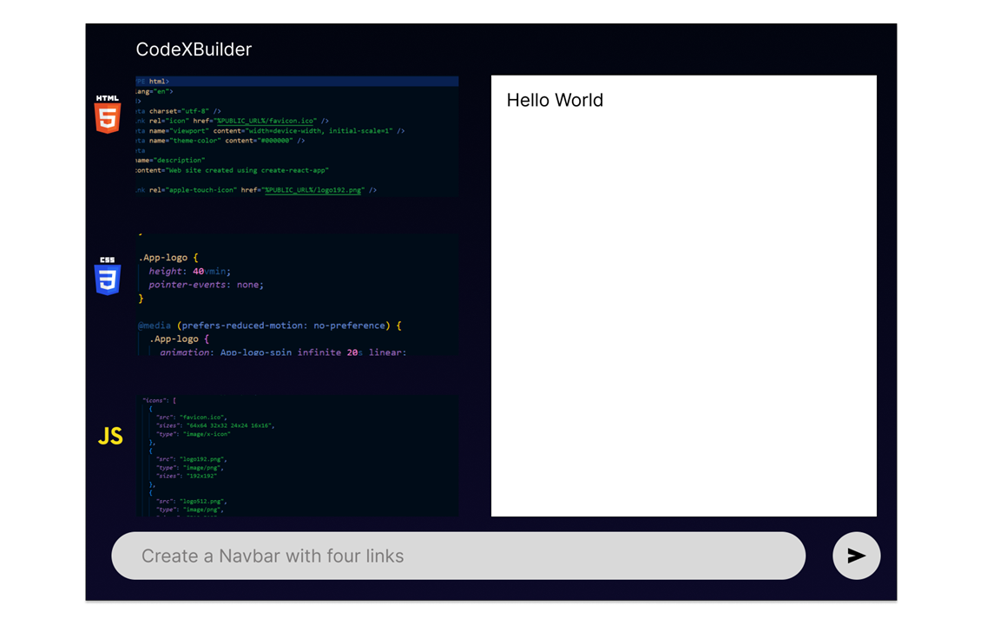 CodeXBuilder
HTML
PE html>
lang="en">
charset="utf-8" />
nk rel="icon" href="%PUBLIC_URL%/favicon.ico" />
ta name="viewport" content="width=device-width, initial-scale=1" />
ta name="theme-color" content="#000000" />
ta
name="description"
content="Web site created using create-react-app"
nk rel="apple-touch-icon" href="%PUBLIC_URL%/logo192.png" />
CSS
}
.App-logo {
height: 40vmin;
pointer-events: none;
}
@media (prefers-reduced-motion: no-preference) {
.App-logo {
animation: App-logo-spin infinite 20s linear;
JS
"icons": [
{
"src": "favicon.ico",
"sizes": "64x64 32x32 24x24 16x16",
"type": "image/x-icon"
},
{
"src": "logo192.png",
"type": "image/png",
"sizes": "192x192"
},
{
"src": "logo512.png",
"type": "image/png",
Hello World
Create a Navbar with four links